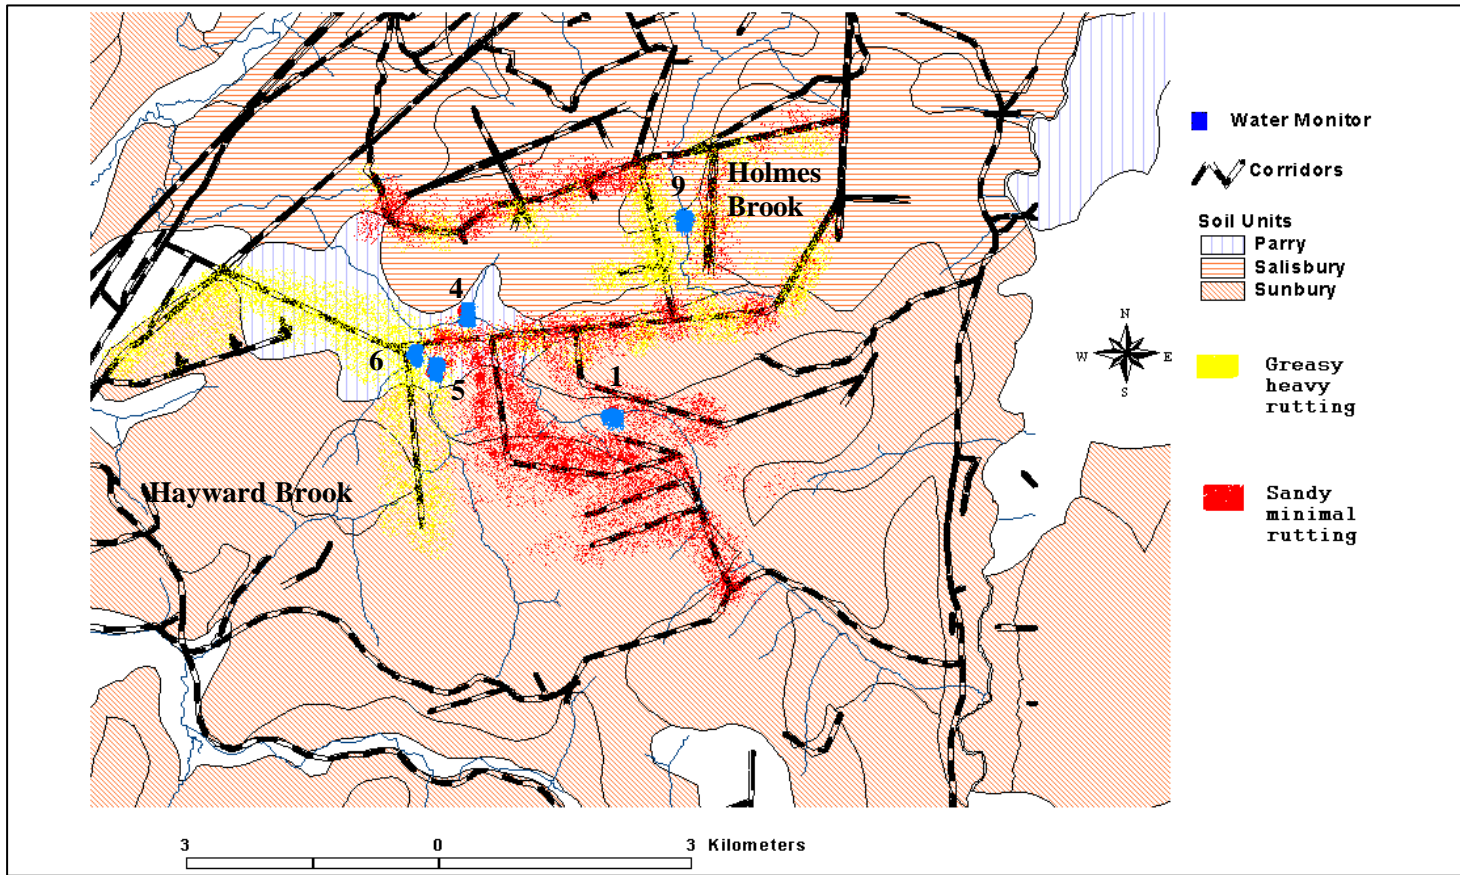 Water Monitor
Corridors
Soil Units
Parry
Salisbury
Sunbury
N
W E
S
Greasy
heavy
rutting
Sandy
minimal
rutting
Holmes
Brook
9
4
6
5
1
Hayward Brook
3 0 3 Kilometers